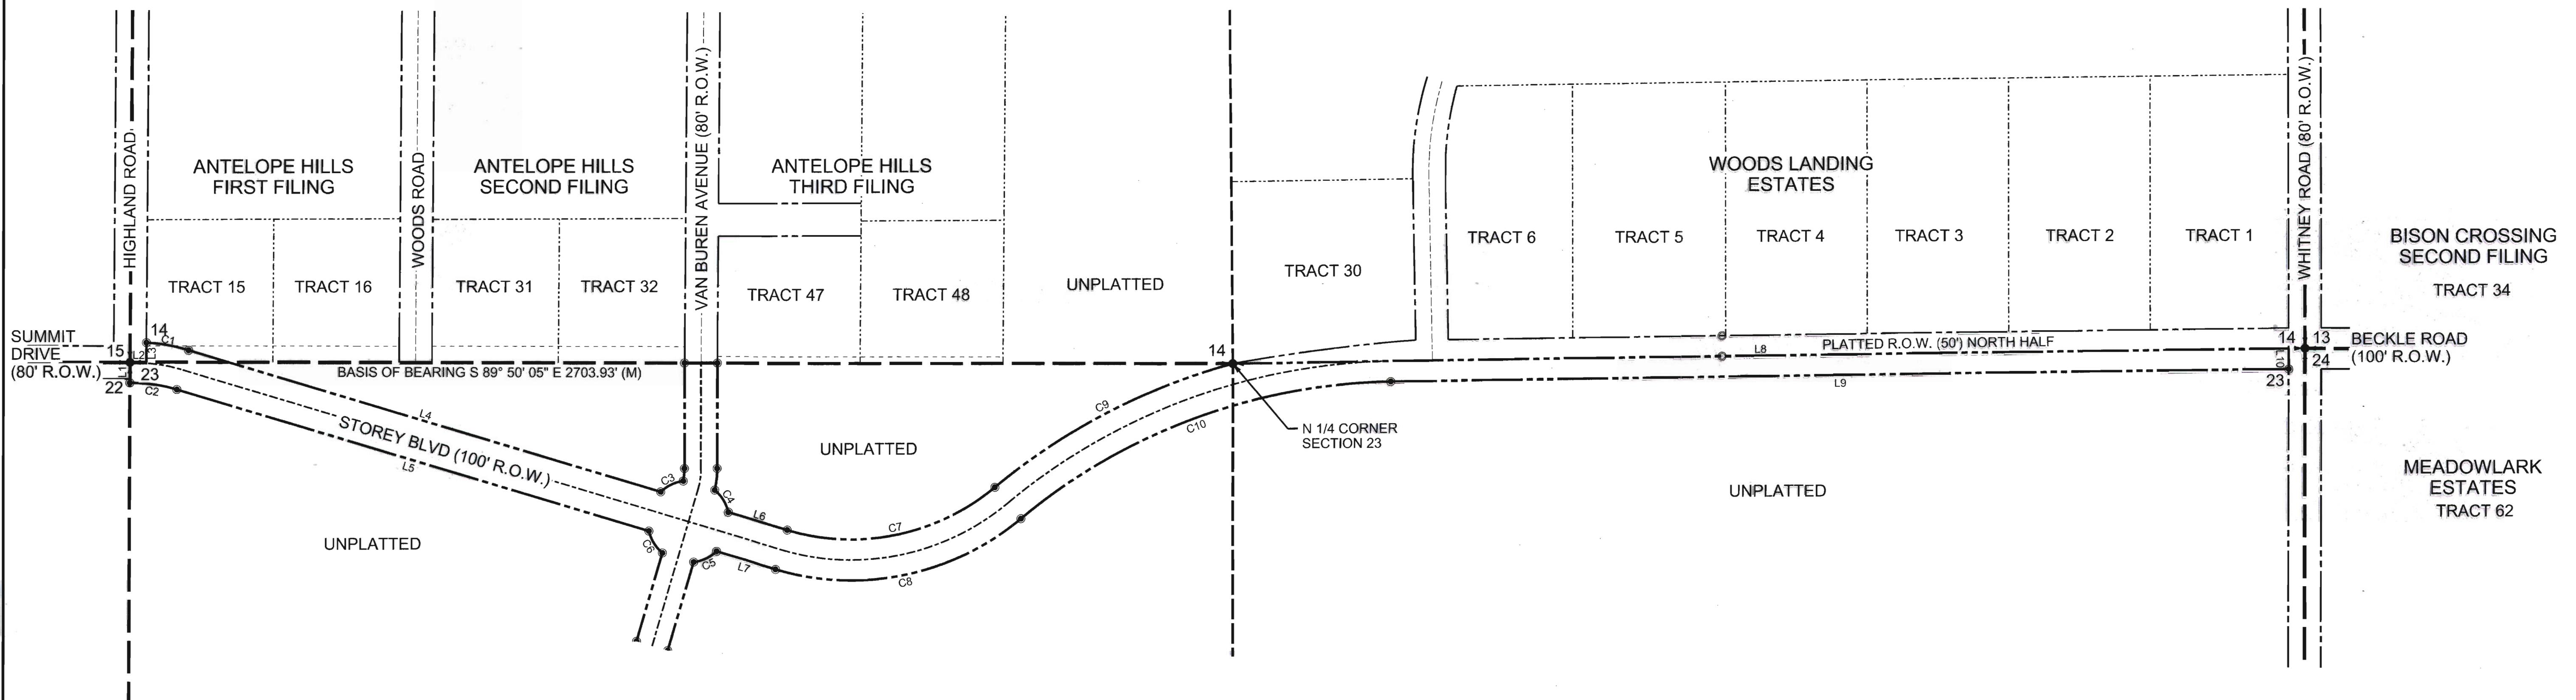 HIGHLAND ROAD
ANTELOPE HILLS
FIRST FILING
WOODS ROAD
ANTELOPE HILLS
SECOND FILING
VAN BUREN AVENUE (80' R.O.W.)
ANTELOPE HILLS
THIRD FILING
WOODS LANDING
ESTATES
WHITNEY ROAD (80' R.O.W.)
BISON CROSSING
SECOND FILING
TRACT 34
TRACT 15
TRACT 16
TRACT 31
TRACT 32
TRACT 47
TRACT 48
UNPLATTED
TRACT 30
TRACT 6
TRACT 5
TRACT 4
TRACT 3
TRACT 2
TRACT 1
SUMMIT
DRIVE
(80' R.O.W.)
15
14
22
23
L1
L2
L3
C1
C2
BASIS OF BEARING S 89° 50' 05" E 2703.93' (M)
14
L8
PLATTED R.O.W. (50') NORTH HALF
L9
L10
14
13
23
24
BECKLE ROAD
(100' R.O.W.)
L4
STOREY BLVD (100' R.O.W.)
L5
C3
C4
L6
C7
C9
C10
N 1/4 CORNER
SECTION 23
UNPLATTED
UNPLATTED
UNPLATTED
C6
C5
L7
C8
MEADOWLARK
ESTATES
TRACT 62